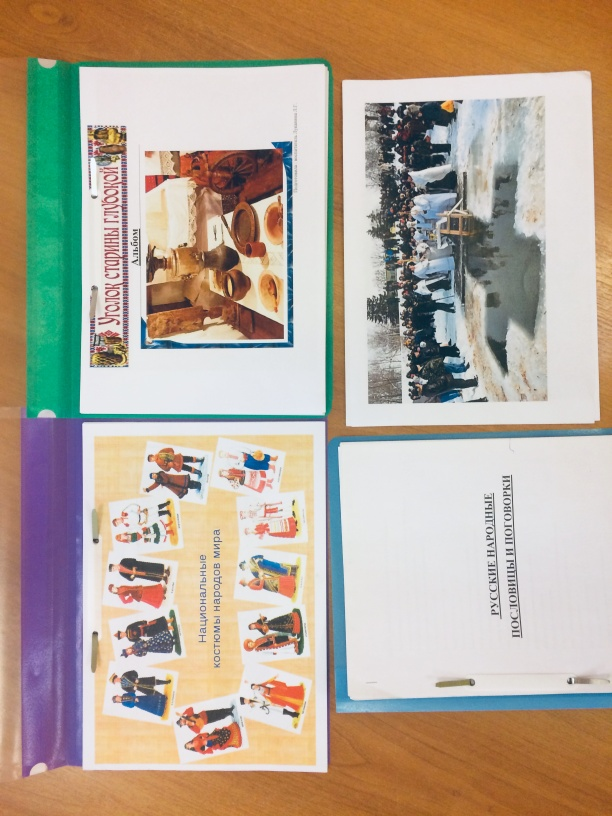 Уголок старины глубокой
Альбом
Национальные
костюмы народов мира
РУССКИЕ НАРОДНЫЕ
ПОСЛОВИЦЫ И ПОГОВОРКИ